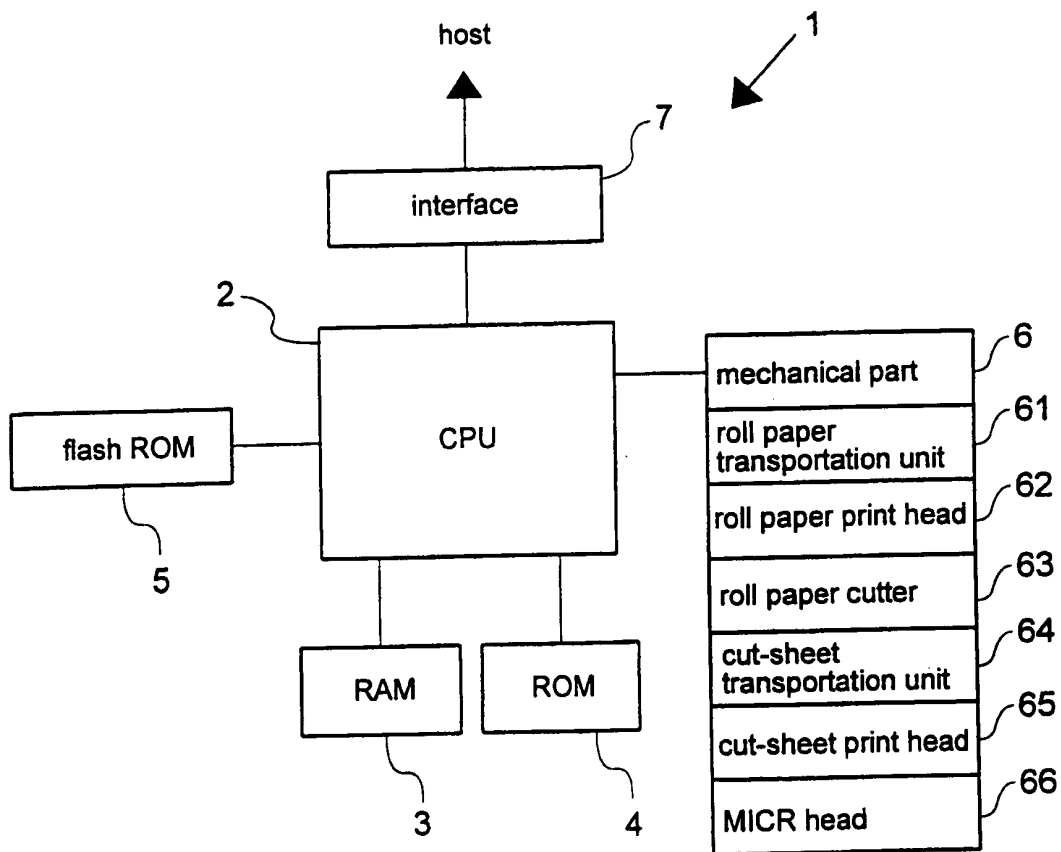 host
1
7
interface
2
6
mechanical part
61
CPU
roll paper
transportation unit
flash ROM
62
roll paper print head
5
63
roll paper cutter
64
cut-sheet
transportation unit
RAM
ROM
65
cut-sheet print head
66
3
4
MICR head